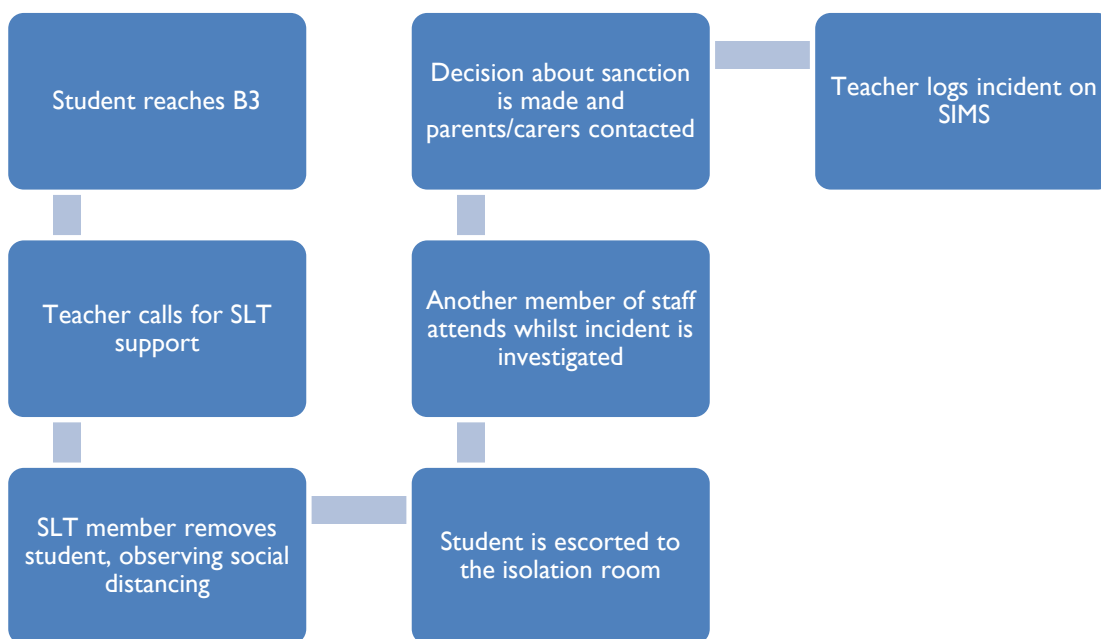 Student reaches B3
Teacher calls for SLT
support
SLT member removes
student, observing social
distancing
Student is escorted to
the isolation room
Another member of staff
attends whilst incident is
investigated
Decision about sanction
is made and
parents/carers contacted
Teacher logs incident on
SIMS